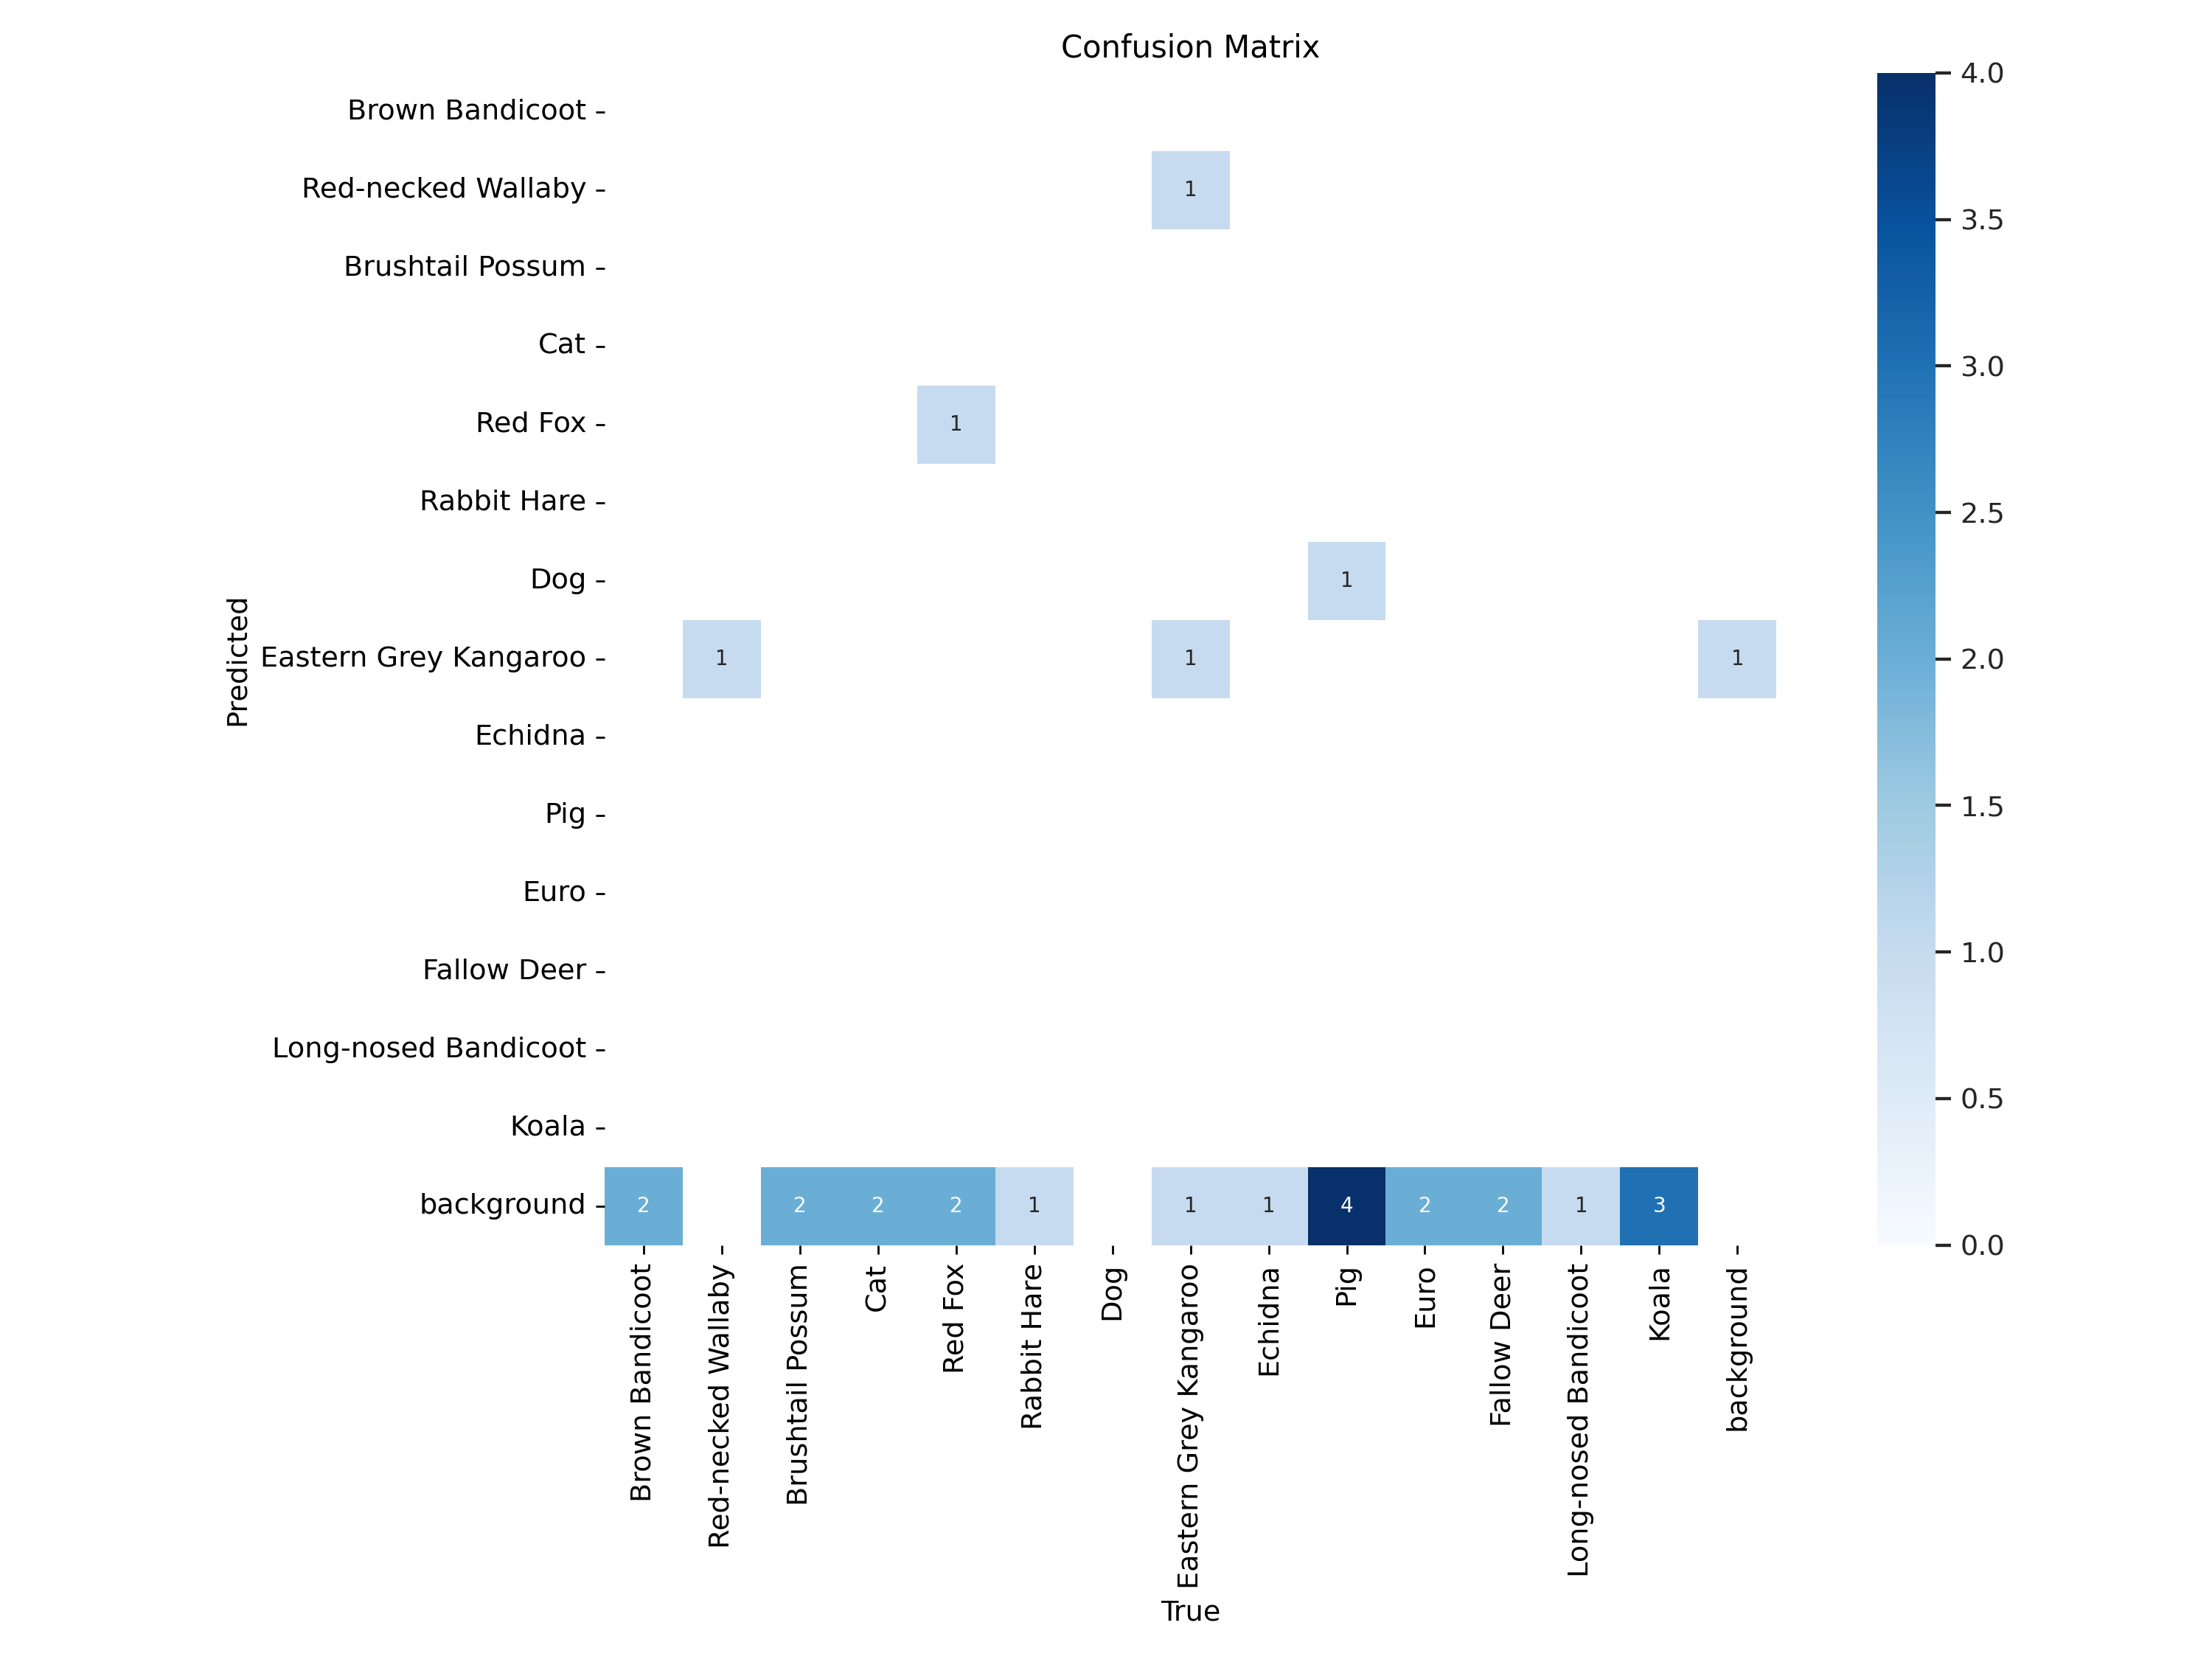 Confusion Matrix
Brown Bandicoot
Red-necked Wallaby
1
Brushtail Possum
Cat
Red Fox
1
Rabbit Hare
Dog
1
Predicted
Eastern Grey Kangaroo
1 1 1
Echidna
Pig
Euro
Fallow Deer
Long-nosed Bandicoot
Koala
background
2 2 2 2 1 1 1 4 2 2 1 3
Brown Bandicoot
Red-necked Wallaby
Brushtail Possum
Cat
Red Fox
Rabbit Hare
Dog
Eastern Grey Kangaroo
Echidna
Pig
Euro
Fallow Deer
Long-nosed Bandicoot
Koala
background
True
4.0
3.5
3.0
2.5
2.0
1.5
1.0
0.5
0.0